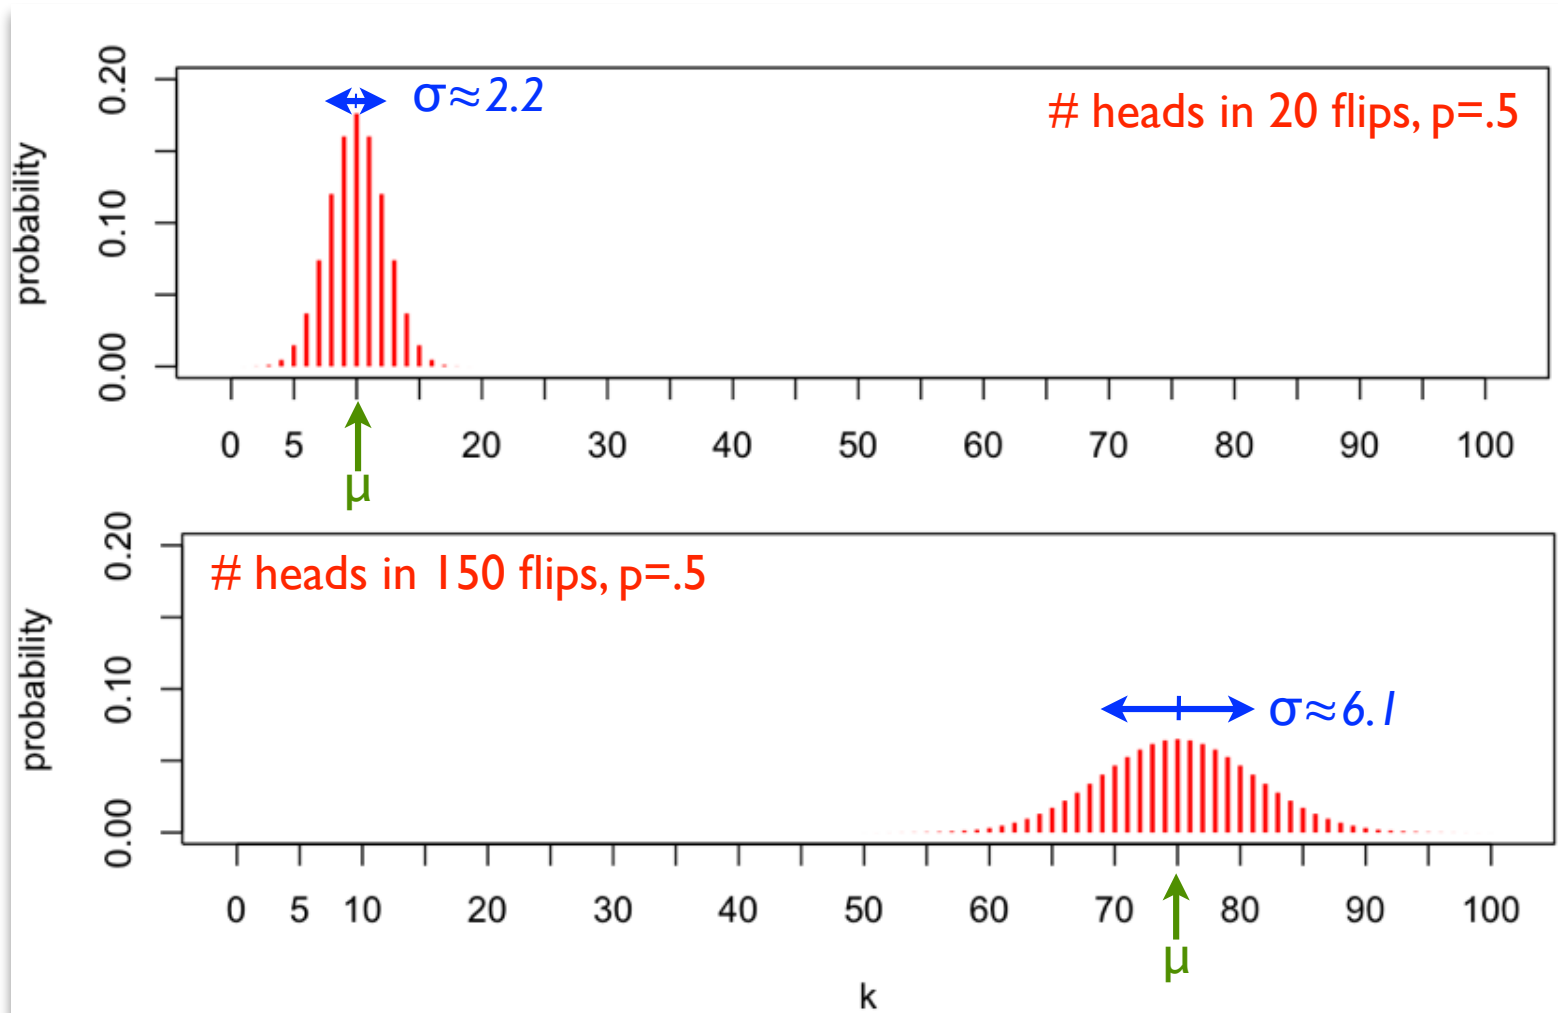 probability
0.20
0.10
0.00
σ≈2.2
# heads in 20 flips, p=.5
0 5 20 30 40 50 60 70 80 90 100
μ
probability
0.20
0.10
0.00
# heads in 150 flips, p=.5
σ≈6.1
0 5 10 20 30 40 50 60 70 80 90 100
μ
k